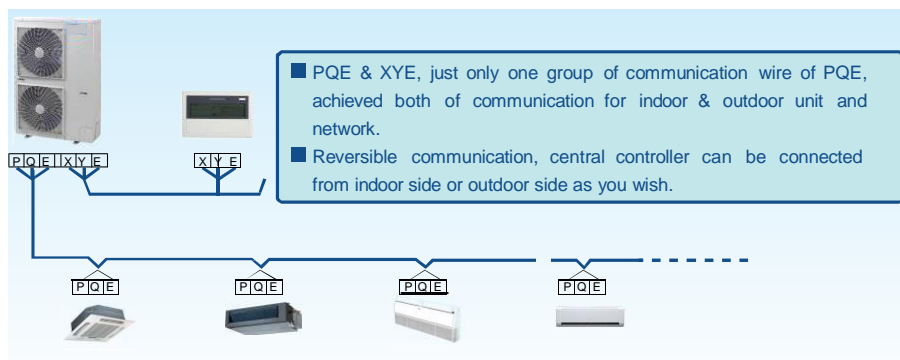 PQE & XYE, just only one group of communication wire of PQE,
achieved both of communication for indoor & outdoor unit and
network.
Reversible communication, central controller can be connected
from indoor side or outdoor side as you wish.
P Q E X Y E
X Y E
P Q E
P Q E
P Q E
P Q E